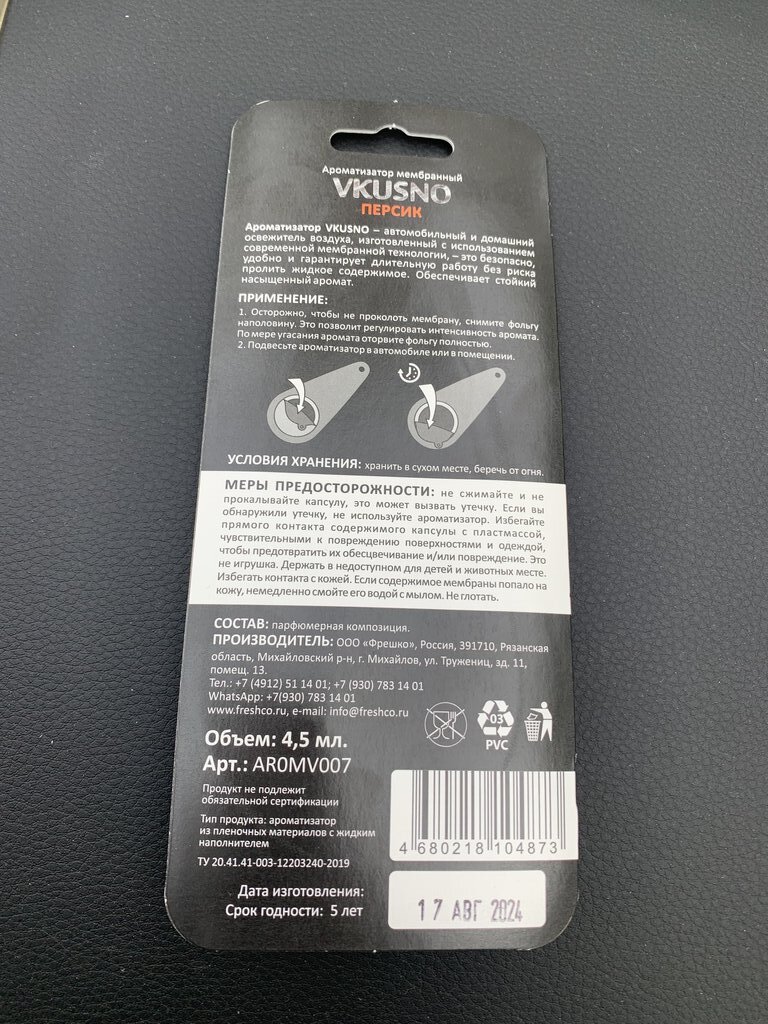 Ароматизатор мембранный
VKUSNO
ПЕРСИК
Ароматизатор VKUSNO – автомобильный и домашний
освежитель воздуха, изготовленный с использованием
современной мембранной технологии, – это безопасно,
удобно и гарантирует длительную работу без риска
пролить жидкое содержимое. Обеспечивает стойкий
насыщенный аромат.
ПРИМЕНЕНИЕ:
1. Осторожно, чтобы не проколоть мембрану, снимите фольгу
наполовину. Это позволит регулировать интенсивность аромата.
По мере угасания аромата оторвите фольгу полностью.
2. Подвесьте ароматизатор в автомобиле или в помещении.
УСЛОВИЯ ХРАНЕНИЯ: хранить в сухом месте, беречь от огня.
МЕРЫ ПРЕДОСТОРОЖНОСТИ: не сжимайте и не
прокалывайте капсулу, это может вызвать утечку. Если вы
обнаружили утечку, не используйте ароматизатор. Избегайте
прямого контакта содержимого капсулы с пластмассой,
чувствительными к повреждению поверхностями и одеждой,
чтобы предотвратить их обесцвечивание и/или повреждение. Это
не игрушка. Держать в недоступном для детей и животных месте.
Избегать контакта с кожей. Если содержимое мембраны попало на
кожу, немедленно смойте его водой с мылом. Не глотать.
СОСТАВ: парфюмерная композиция.
ПРОИЗВОДИТЕЛЬ: ООО «Фрешко», Россия, 391710, Рязанская
область, Михайловский р-н, г. Михайлов, ул. Тружениц, зд. 11,
помещ. 13.
Тел.: +7 (4912) 51 14 01; +7 (930) 783 14 01
WhatsApp: +7(930) 783 14 01
www.freshco.ru, e-mail: info@freshco.ru
03
PVC
Объем: 4,5 мл.
Арт.: AR0MV007
Продукт не подлежит
обязательной сертификации
Тип продукта: ароматизатор
из пленочных материалов с жидким
наполнителем
ТУ 20.41.41-003-12203240-2019
4 680218 104873
Дата изготовления:
Срок годности: 5 лет
17 АВГ 2024